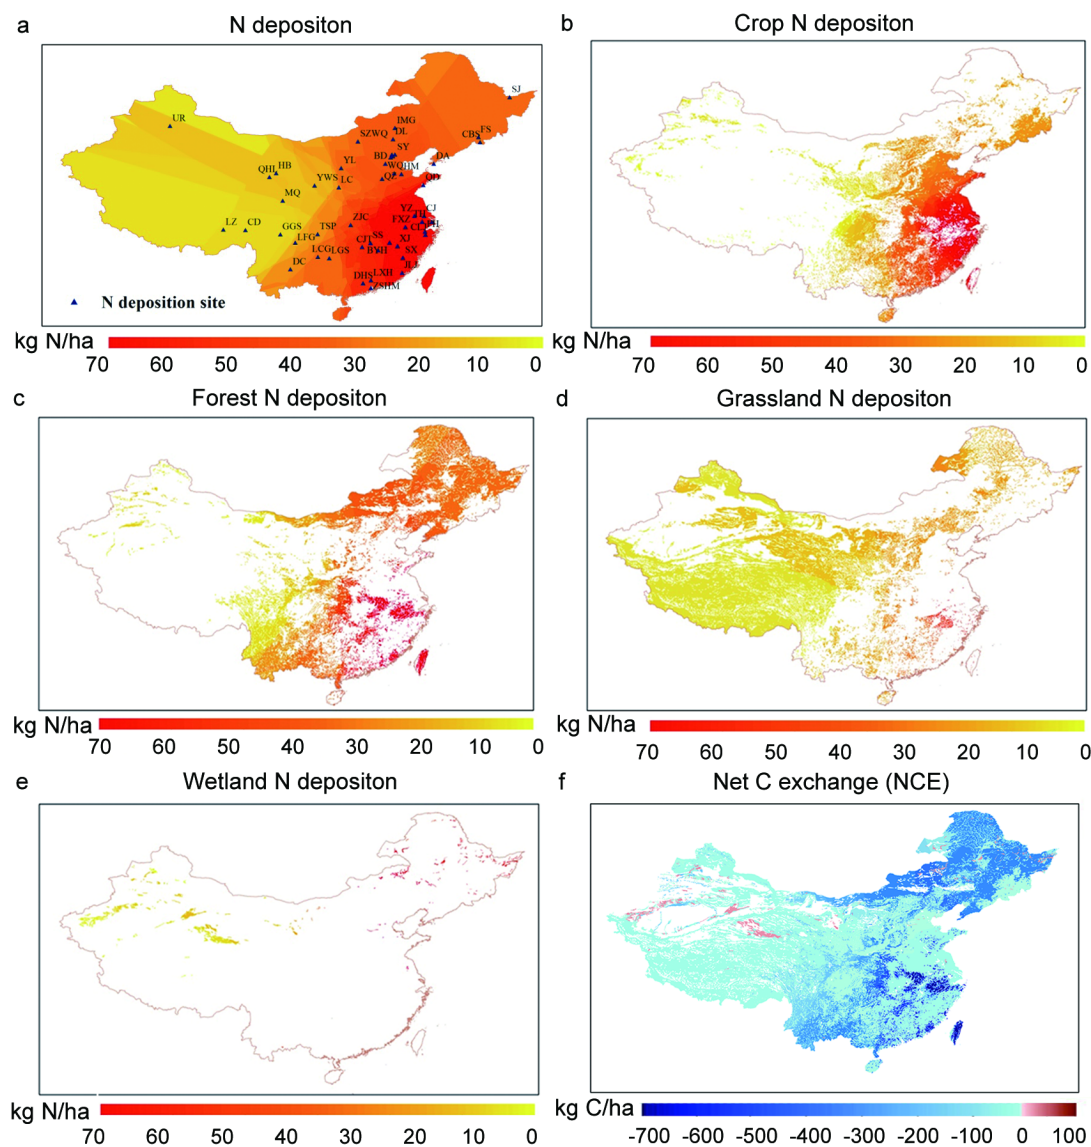 a
N depositon
SJ
UR
IMG
DL
SZWQ
FS
CBS
SY
BD
DA
WQ
HM
HB
QHL
YL
QZ
YWS
LC
QD
MQ
CJ
YZ
FXZ
LZ
CD
GGS
TSP
ZJC
LFG
CJT
SS
XJ
BYH
SX
LCG
LGS
DC
JLJ
LXH
DHS
ZSHM
N deposition site
kg N/ha
70 60 50 40 30 20 10 0
b
Crop N depositon
kg N/ha
70 60 50 40 30 20 10 0
c
Forest N depositon
kg N/ha
70 60 50 40 30 20 10 0
d
Grassland N depositon
kg N/ha
70 60 50 40 30 20 10 0
e
Wetland N depositon
kg N/ha
70 60 50 40 30 20 10 0
f
Net C exchange (NCE)
kg C/ha
-700 -600 -500 -400 -300 -200 -100 0 100